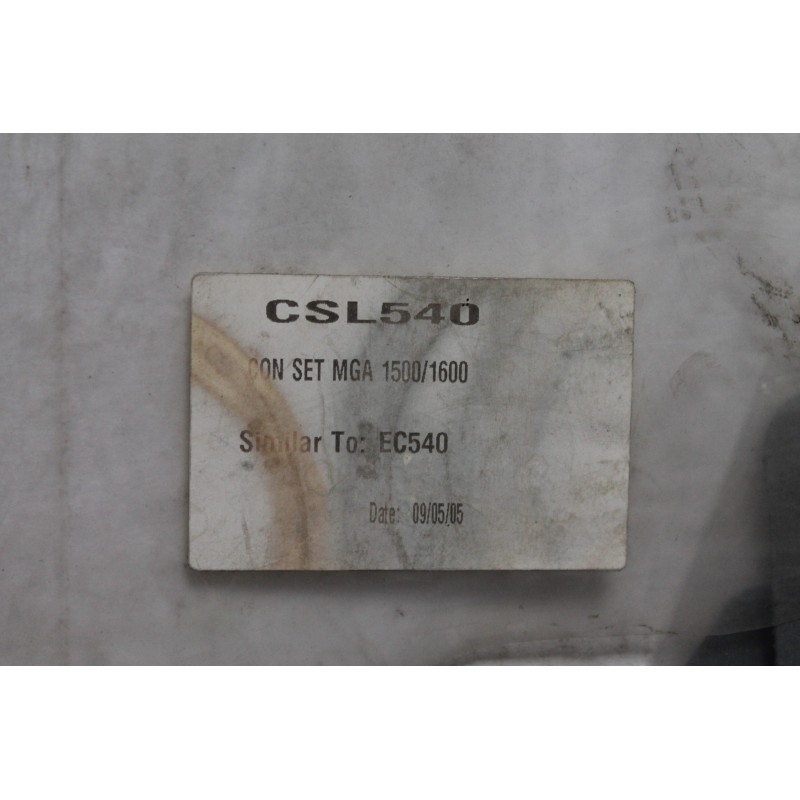 CSL540
CON SET MGA 1500/1600
Similar To: EC540
Date: 09/05/05